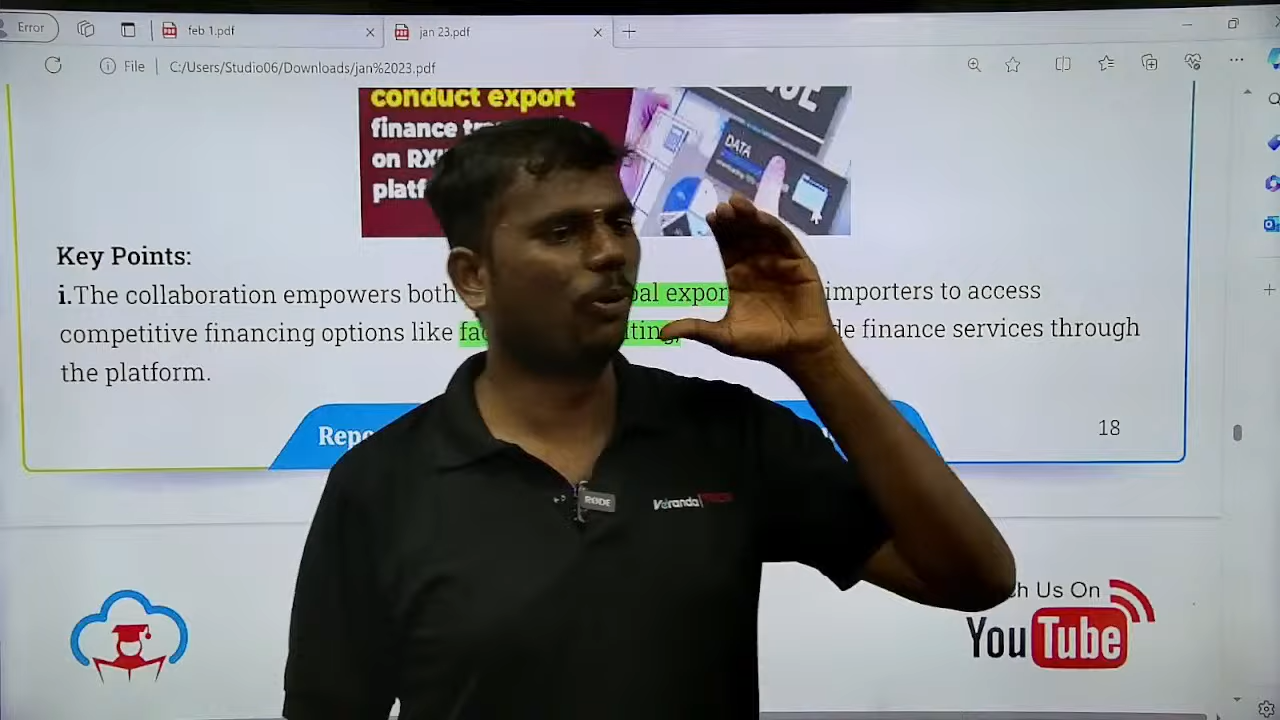 Error
feb 1.pdf
jan 23.pdf
File
C:/Users/Studio06/Downloads/jan%2023.pdf
conduct export
finance
on
DATA
Key Points:
i.The collaboration empowers both importers to access
competitive financing options like finance services through
the platform.
18
RODE
Veranda
Us On
YouTube